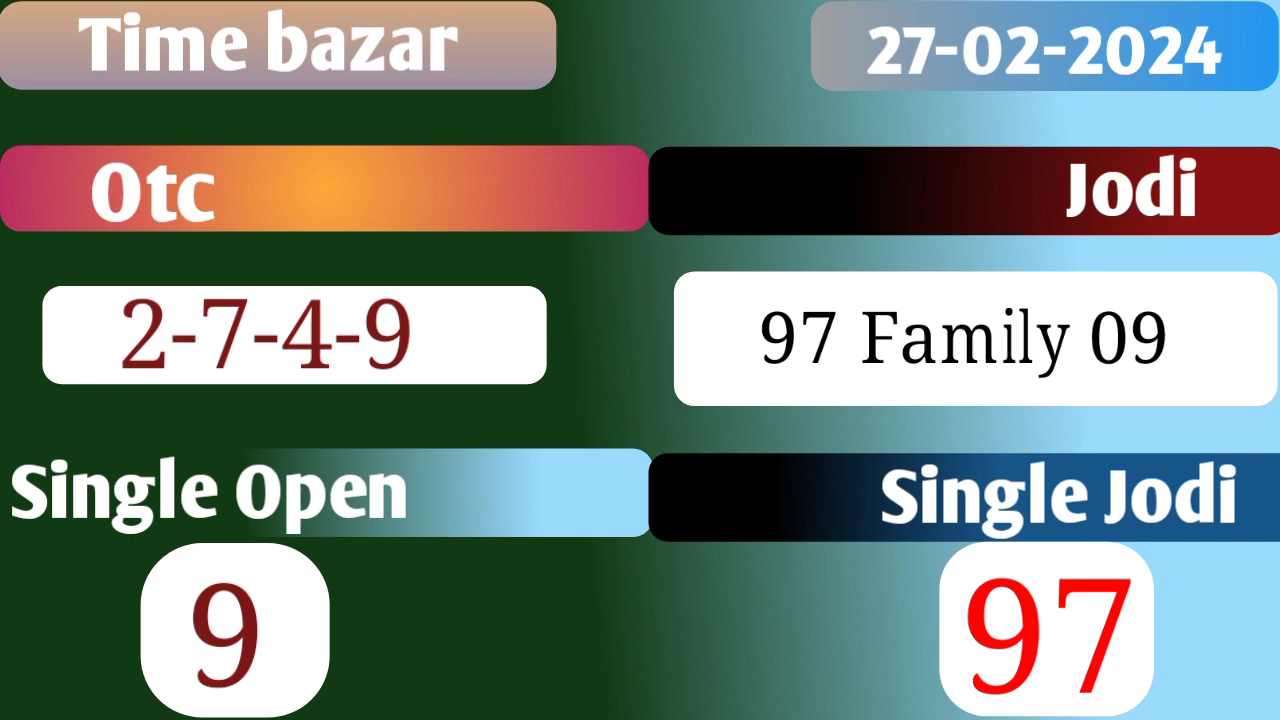 Time bazar
27-02-2024
Otc
Jodi
2-7-4-9
97 Family 09
Single Open
Single Jodi
9
97